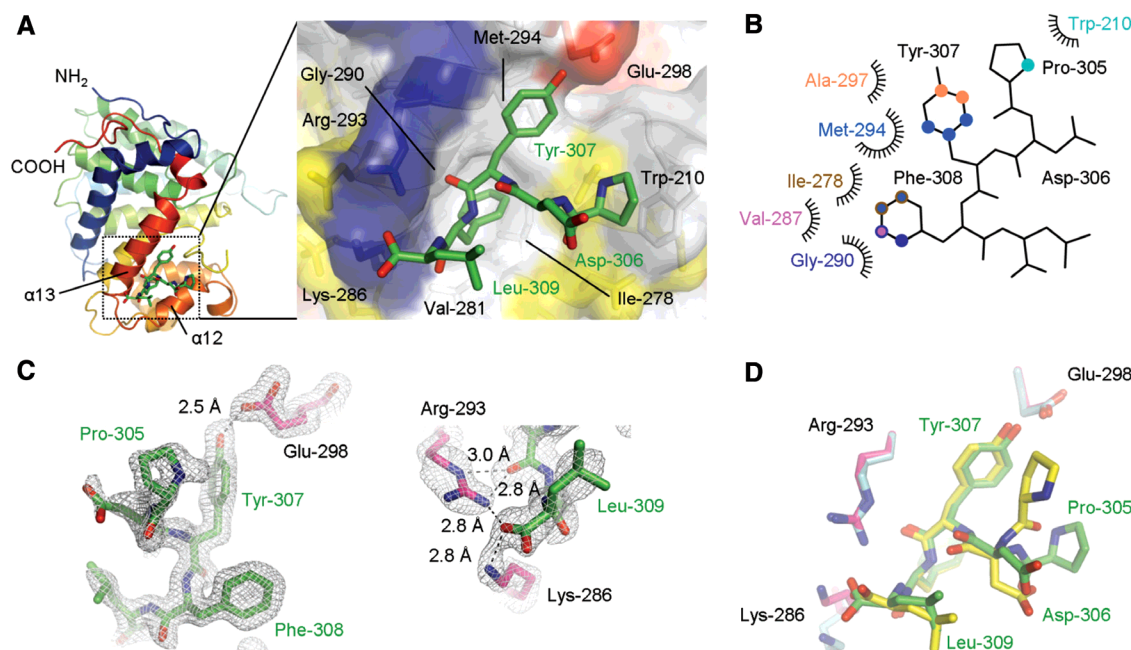 A
NH2
COOH
α13
α12
Met-294
Gly-290
Glu-298
Arg-293
Tyr-307
Trp-210
Asp-306
Lys-286
Leu-309
Ile-278
Val-281
B
Trp-210
Tyr-307
Pro-305
Ala-297
Met-294
Ile-278
Phe-308
Asp-306
Val-287
Gly-290
C
2.5 Å
Pro-305
Glu-298
Tyr-307
Phe-308
Arg-293
3.0 Å
2.8 Å
Leu-309
2.8 Å
2.8 Å
Lys-286
D
Glu-298
Arg-293
Tyr-307
Pro-305
Lys-286
Asp-306
Leu-309